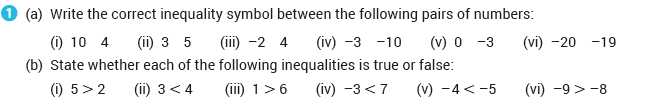 1 (a) Write the correct inequality symbol between the following pairs of numbers:
(i) 10 4 (ii) 3 5 (iii) −2 4 (iv) −3 −10 (v) 0 −3 (vi) −20 −19
(b) State whether each of the following inequalities is true or false:
(i) 5 > 2 (ii) 3 < 4 (iii) 1 > 6 (iv) −3 < 7 (v) −4 < −5 (vi) −9 > −8